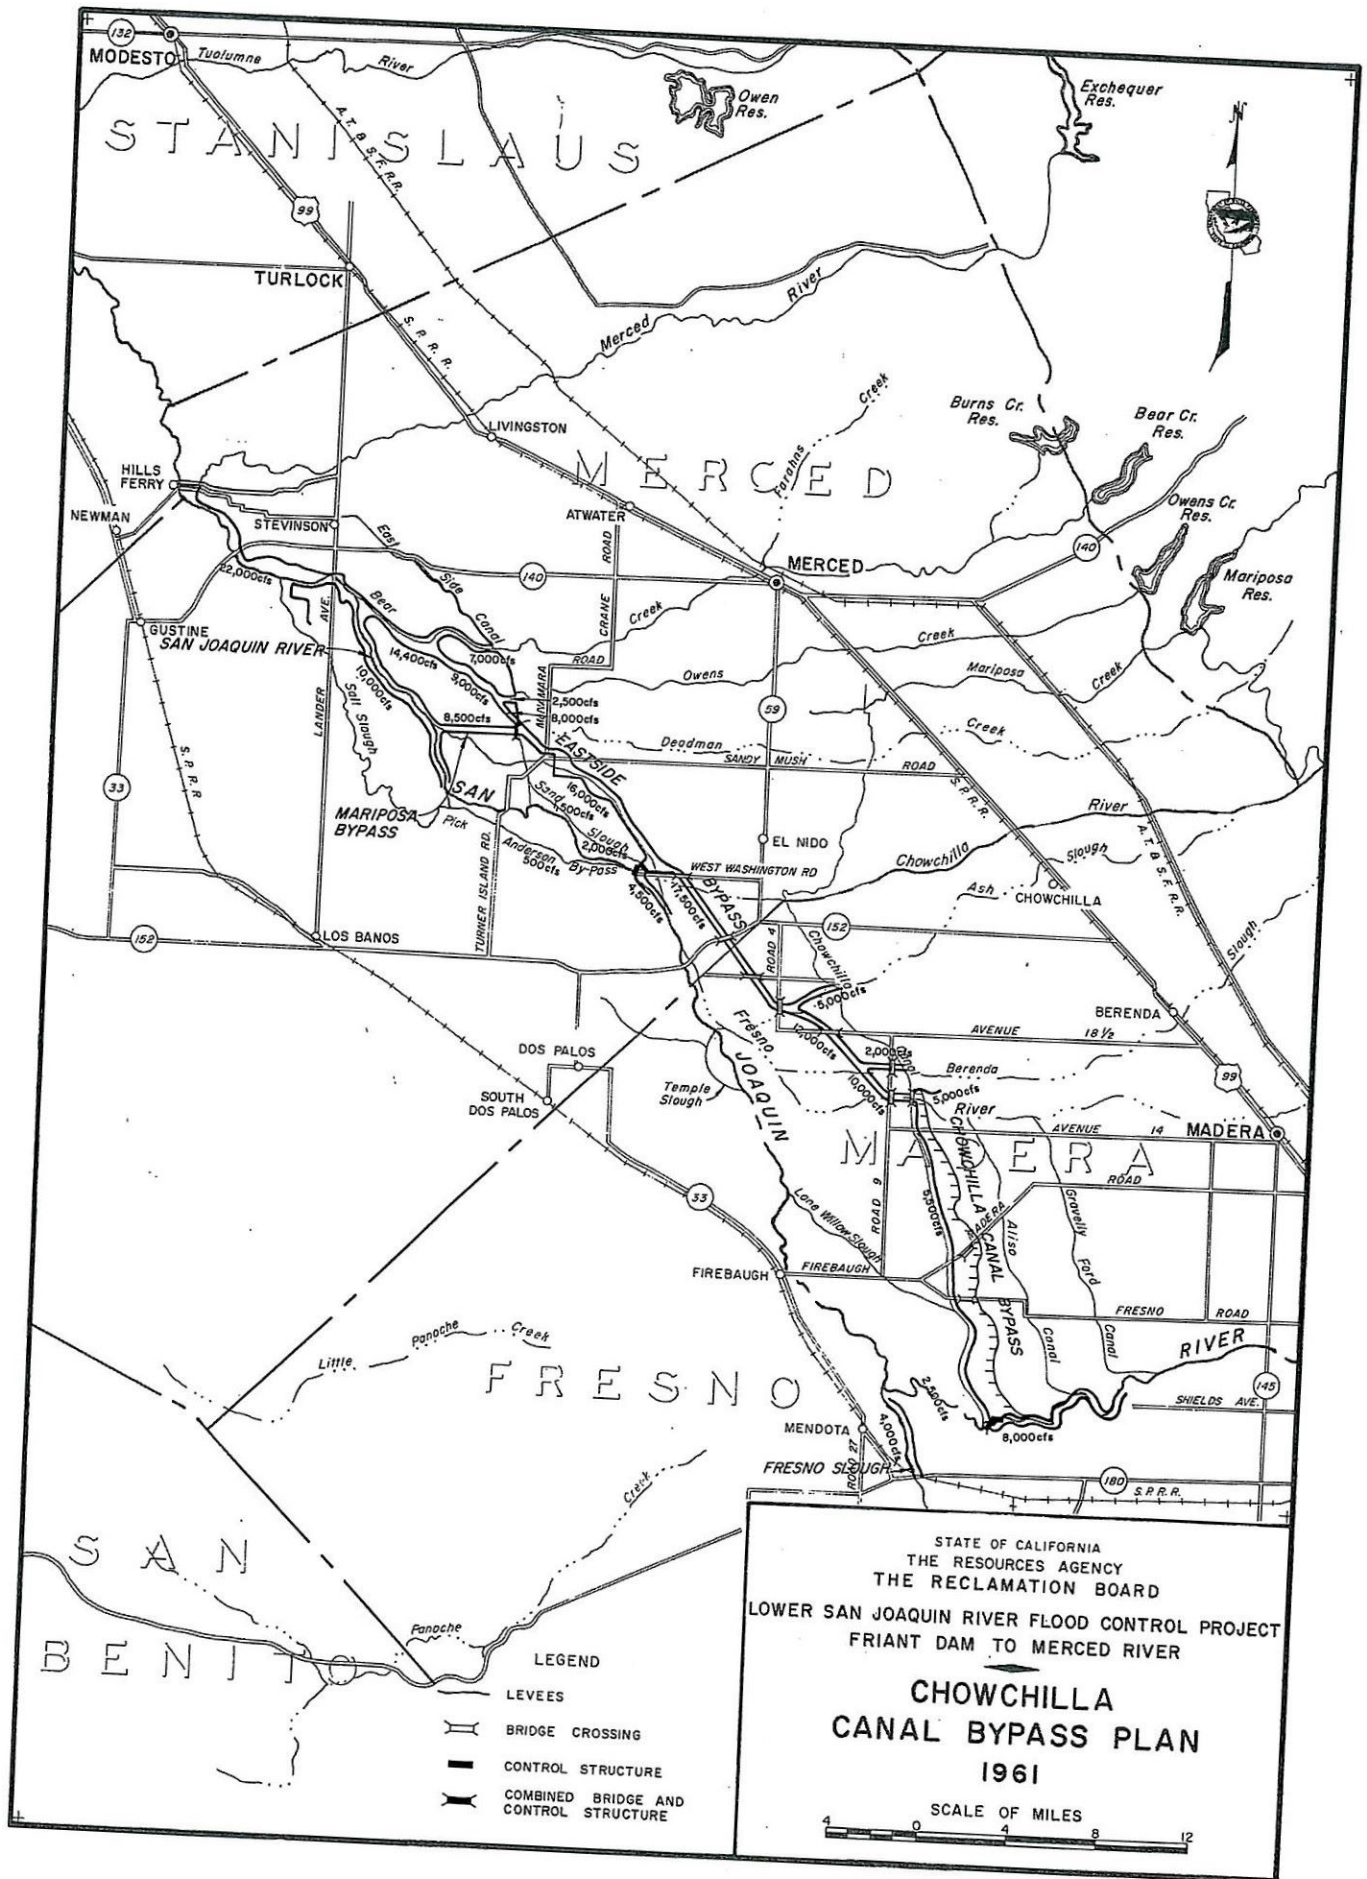 132
MODESTO
Tuolumne
River
Owen
Res.
Exchequer
Res.
N
STANISLAUS
A.T. & S.F. R.R.
99
TURLOCK
S. P. R. R.
Merced
River
Creek
Farahns
Burns Cr.
Res.
Bear Cr.
Res.
LIVINGSTON
MERCED
HILLS
FERRY
NEWMAN
STEVINSON
ATWATER
Owens Cr.
Res.
MERCED
140
Mariposa
Res.
East
Side
Canal
140
CRANE ROAD
22,000cfs
Bear
Creek
GUSTINE
AVE.
SAN JOAQUIN RIVER
14,400cfs
7,000cfs
ROAD
Creek
Owens
Mariposa
Creek
10,000cfs
9,000cfs
2,500cfs
8,000cfs
McNAMARA
59
Salt Slough
LANDER
8,500cfs
EASTSIDE
Deadman
Creek
SANDY MUSH ROAD
33
S.P.R.R
SAN
16,000cfs
Sand
1,500cfs
Slough
S.P.R.R.
River
MARIPOSA
BYPASS
Pick
Anderson
By-Pass
500cfs
2,000cfs
EL NIDO
Chowchilla
Slough
Ash
A.T. & S.F.R.R.
TURNER ISLAND RD.
WEST WASHINGTON RD
4,500cfs
17,500cfs
BYPASS
CHOWCHILLA
152
LOS BANOS
ROAD 4
152
Chowchilla
Slough
5,000cfs
BERENDA
Fresno
AVENUE 18 1/2
DOS PALOS
JOAQUIN
2,000cfs
Canal
Berenda
99
SOUTH
DOS PALOS
Temple
Slough
10,000cfs
5,000cfs
River
AVENUE 14
MADERA
MADERA
CHOWCHILLA
CANAL
BYPASS
ROAD
33
Lone Willow Slough
ROAD 9
5,500cfs
MADERA
Aliso
Canal
Gravelly
Ford
Canal
FIREBAUGH
FIREBAUGH
FRESNO ROAD
Little
Panoche
Creek
RIVER
FRESNO
2,500cfs
145
SHIELDS AVE.
MENDOTA
4,000cfs
8,000cfs
ROAD 27
FRESNO SLOUGH
180
S.P.R.R.
Creek
SAN
BENITO
Panoche
LEGEND
LEVEES
BRIDGE CROSSING
CONTROL STRUCTURE
COMBINED BRIDGE AND
CONTROL STRUCTURE
STATE OF CALIFORNIA
THE RESOURCES AGENCY
THE RECLAMATION BOARD
LOWER SAN JOAQUIN RIVER FLOOD CONTROL PROJECT
FRIANT DAM TO MERCED RIVER
CHOWCHILLA
CANAL BYPASS PLAN
1961
SCALE OF MILES
4 0 4 8 12